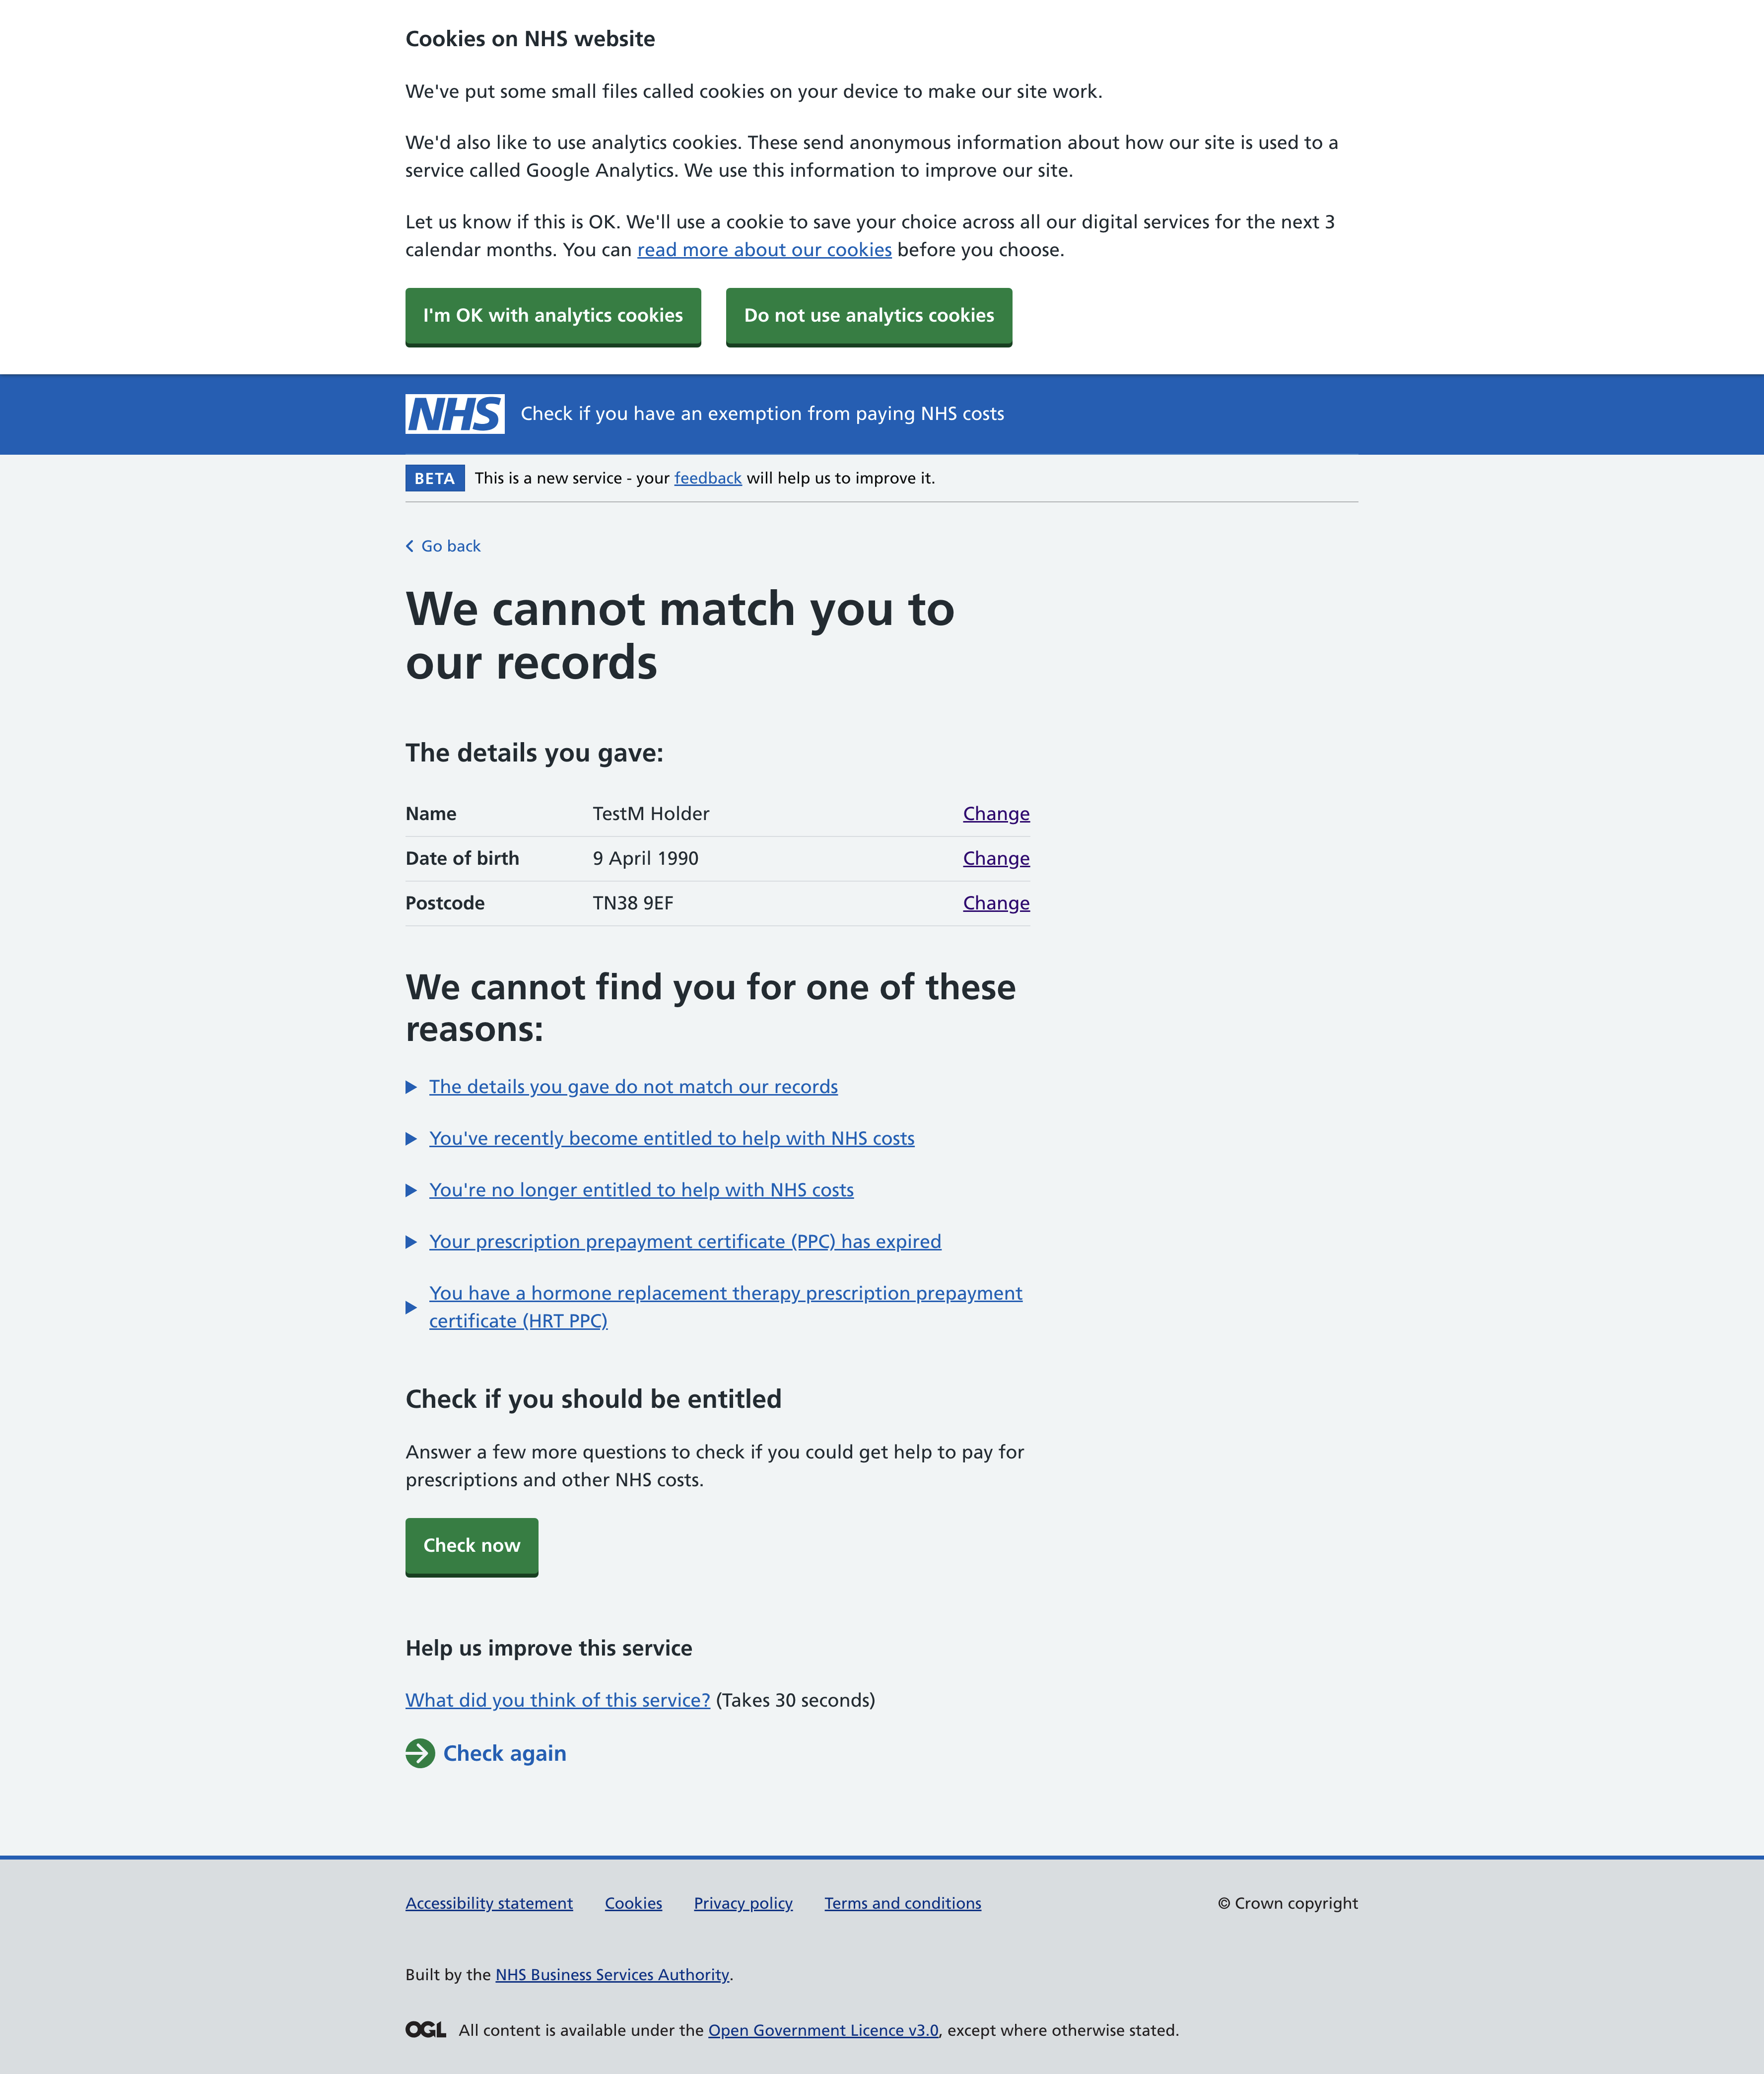 Cookies on NHS website
We've put some small files called cookies on your device to make our site work.
We'd also like to use analytics cookies. These send anonymous information about how our site is used to a
service called Google Analytics. We use this information to improve our site.
Let us know if this is OK. We'll use a cookie to save your choice across all our digital services for the next 3
calendar months. You can read more about our cookies before you choose.
I'm OK with analytics cookies
Do not use analytics cookies
NHS Check if you have an exemption from paying NHS costs
BETA This is a new service - your feedback will help us to improve it.
Go back
We cannot match you to
our records
The details you gave:
Name TestM Holder Change
Date of birth 9 April 1990 Change
Postcode TN38 9EF Change
We cannot find you for one of these
reasons:
The details you gave do not match our records
You've recently become entitled to help with NHS costs
You're no longer entitled to help with NHS costs
Your prescription prepayment certificate (PPC) has expired
You have a hormone replacement therapy prescription prepayment
certificate (HRT PPC)
Check if you should be entitled
Answer a few more questions to check if you could get help to pay for
prescriptions and other NHS costs.
Check now
Help us improve this service
What did you think of this service? (Takes 30 seconds)
Check again
Accessibility statement Cookies Privacy policy Terms and conditions © Crown copyright
Built by the NHS Business Services Authority.
OGL All content is available under the Open Government Licence v3.0, except where otherwise stated.